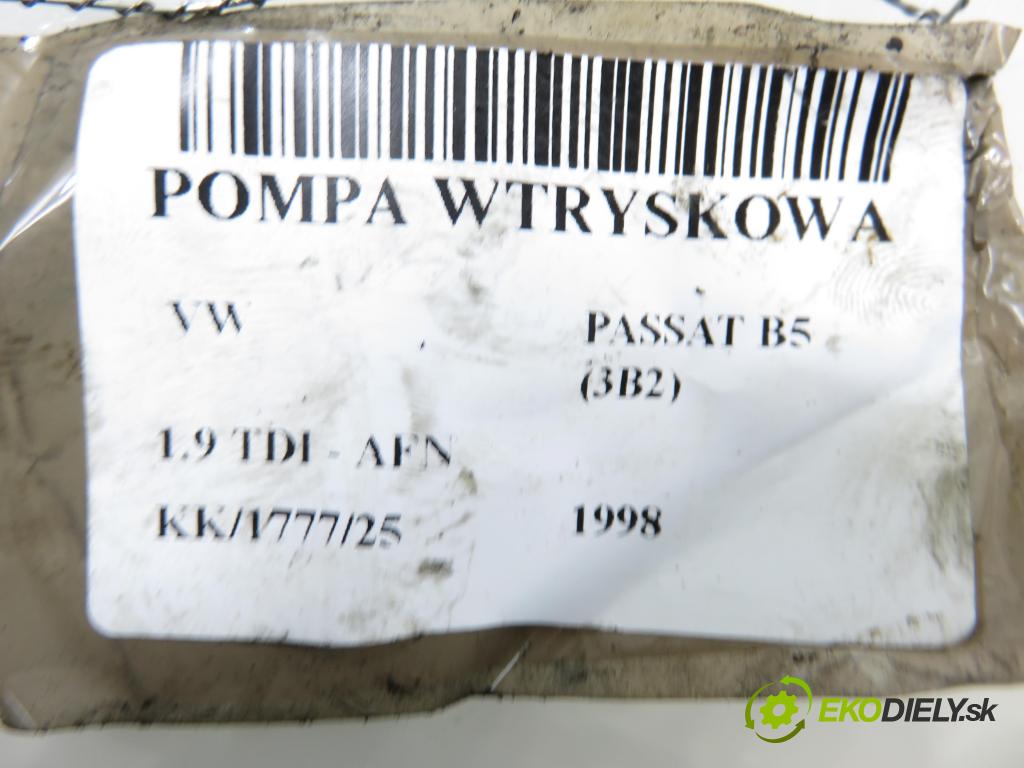 POMPA WTRYSKOWA
VW
PASSAT B5
(3B2)
1.9 TDI - AFN
KK/1777/25
1998
EKODIELY.sk